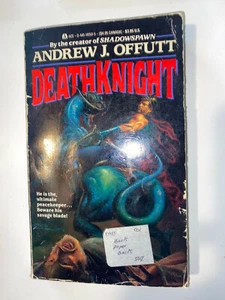 By the creator of SHADOWSPAWN
ANDREW J. OFFUTT
DEATHKNIGHT
He is the
ultimate
peacekeeper...
Beware his
savage blade!